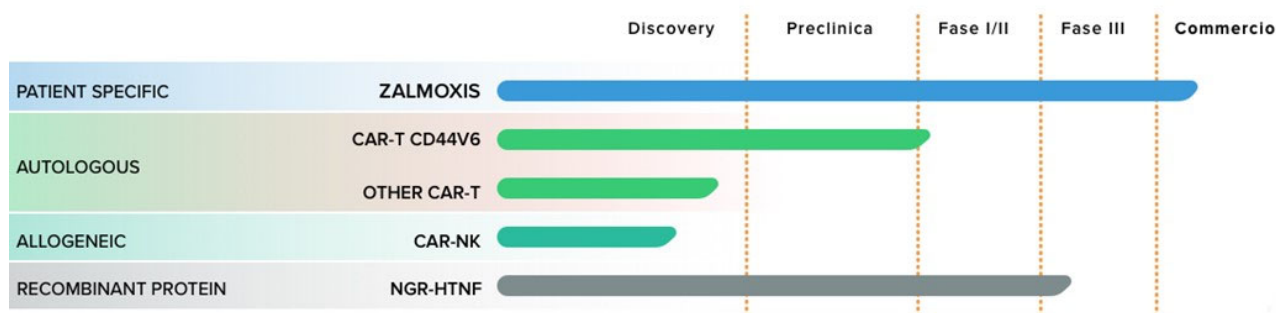 Discovery Preclinica Fase I/II Fase III Commercio
PATIENT SPECIFIC ZALMOXIS
CAR-T CD44V6
AUTOLOGOUS
OTHER CAR-T
ALLOGENEIC CAR-NK
RECOMBINANT PROTEIN NGR-HTNF